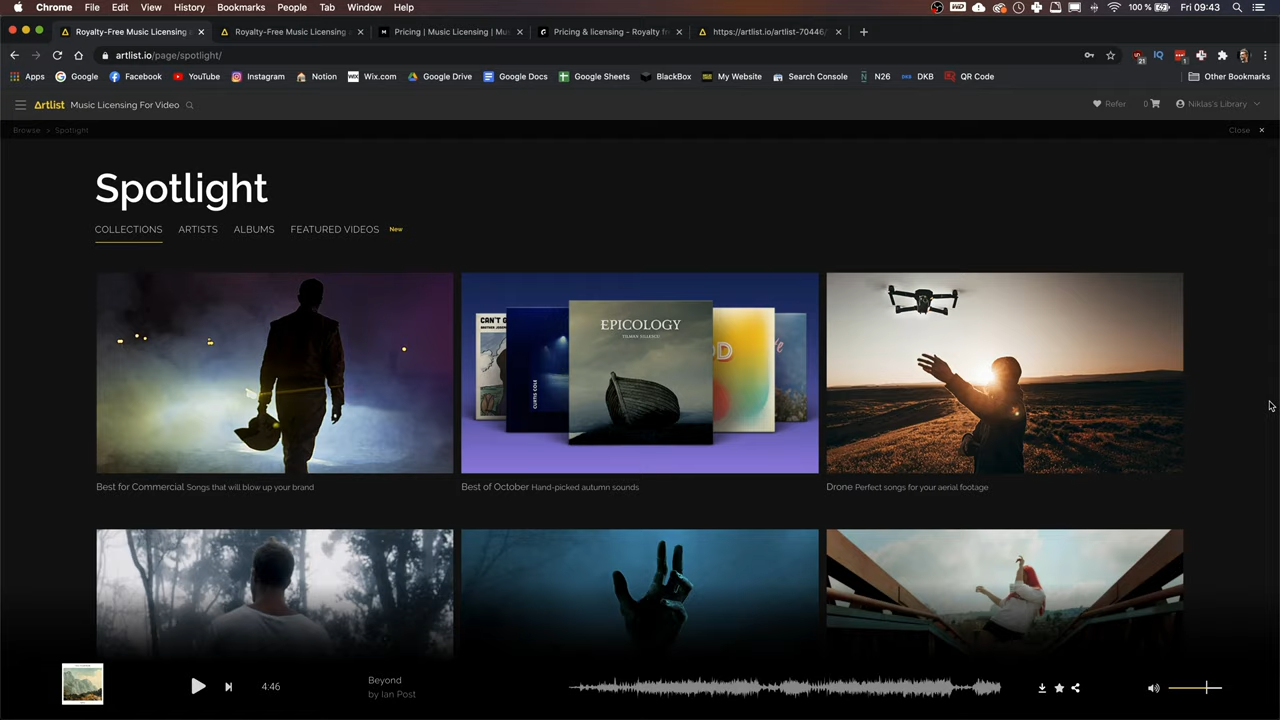 Chrome File Edit View History Bookmarks People Tab Window Help 100 % Fri 09:43
Royalty-Free Music Licensing Royalty-Free Music Licensing Pricing | Music Licensing | Mu Pricing & licensing - Royalty fr https://artlist.io/artist-70446/
artlist.io/page/spotlight/
Apps Google Facebook YouTube Instagram Notion Wix.com Google Drive Google Docs Google Sheets BlackBox My Website Search Console N26 DKB QR Code Other Bookmarks
Artlist Music Licensing For Video Refer 0 Niklas's Library
Browse > Spotlight Close ×
Spotlight
COLLECTIONS ARTISTS ALBUMS FEATURED VIDEOS New
CAN'T G
EPICOLOGY
CURTIS COLE
Best for Commercial Songs that will blow up your brand
Best of October Hand-picked autumn sounds
Drone Perfect songs for your aerial footage
4:46
Beyond
by Ian Post